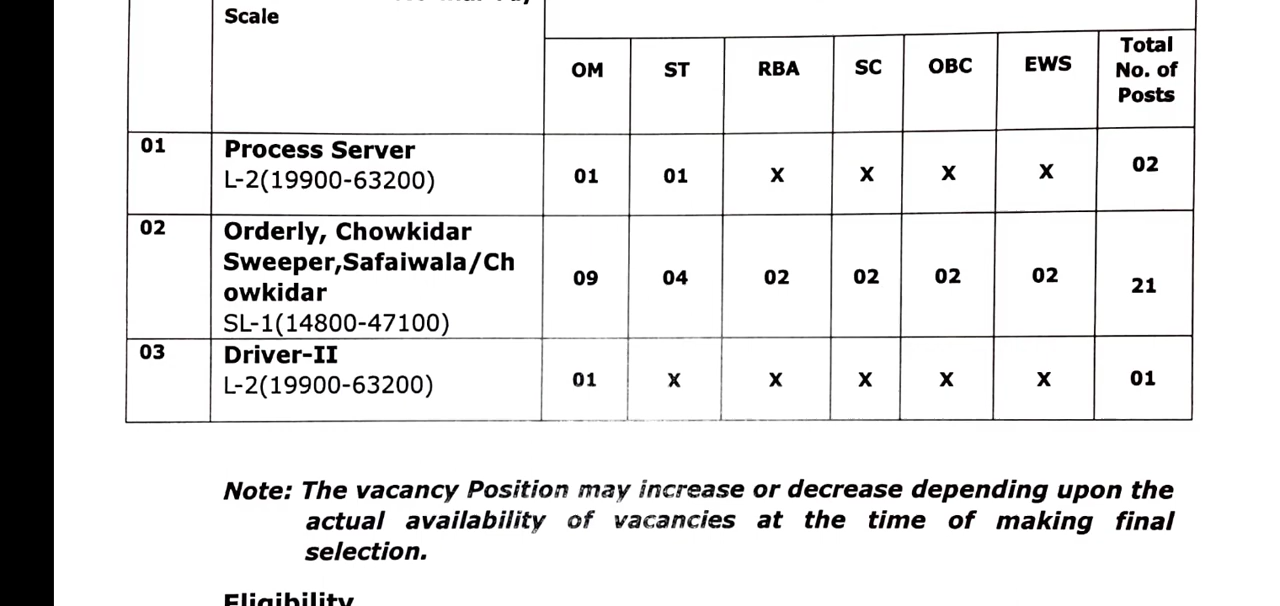 Scale
OM ST RBA SC OBC EWS Total
No. of
Posts
01 Process Server
L-2(19900-63200) 01 01 X X X X 02
02 Orderly, Chowkidar
Sweeper,Safaiwala/Ch
owkidar
SL-1(14800-47100) 09 04 02 02 02 02 21
03 Driver-II
L-2(19900-63200) 01 X X X X X 01
Note: The vacancy Position may increase or decrease depending upon the
actual availability of vacancies at the time of making final
selection.
Eligibility